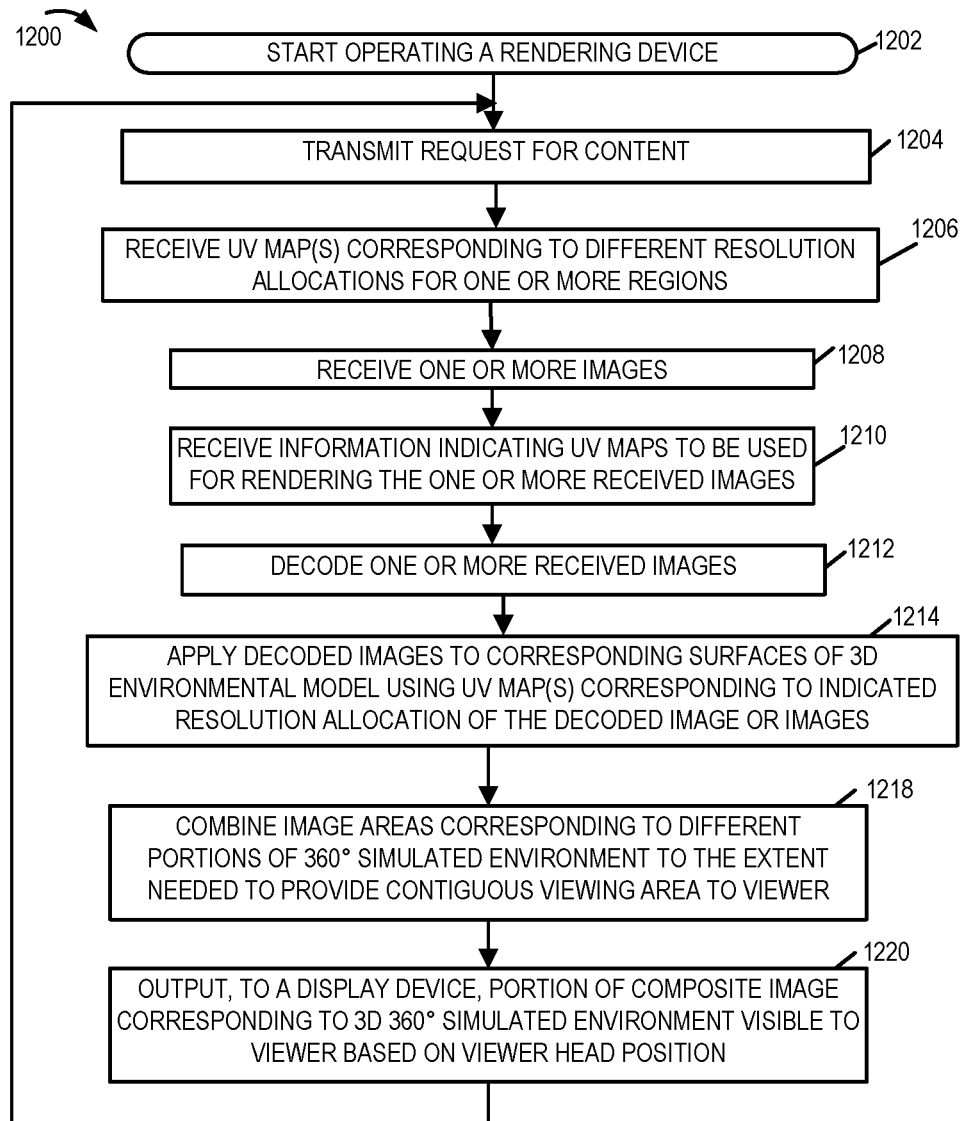 1200
START OPERATING A RENDERING DEVICE
1202
TRANSMIT REQUEST FOR CONTENT
1204
RECEIVE UV MAP(S) CORRESPONDING TO DIFFERENT RESOLUTION
ALLOCATIONS FOR ONE OR MORE REGIONS
1206
RECEIVE ONE OR MORE IMAGES
1208
RECEIVE INFORMATION INDICATING UV MAPS TO BE USED
FOR RENDERING THE ONE OR MORE RECEIVED IMAGES
1210
DECODE ONE OR MORE RECEIVED IMAGES
1212
APPLY DECODED IMAGES TO CORRESPONDING SURFACES OF 3D
ENVIRONMENTAL MODEL USING UV MAP(S) CORRESPONDING TO INDICATED
RESOLUTION ALLOCATION OF THE DECODED IMAGE OR IMAGES
1214
COMBINE IMAGE AREAS CORRESPONDING TO DIFFERENT
PORTIONS OF 360° SIMULATED ENVIRONMENT TO THE EXTENT
NEEDED TO PROVIDE CONTIGUOUS VIEWING AREA TO VIEWER
1218
OUTPUT, TO A DISPLAY DEVICE, PORTION OF COMPOSITE IMAGE
CORRESPONDING TO 3D 360° SIMULATED ENVIRONMENT VISIBLE TO
VIEWER BASED ON VIEWER HEAD POSITION
1220